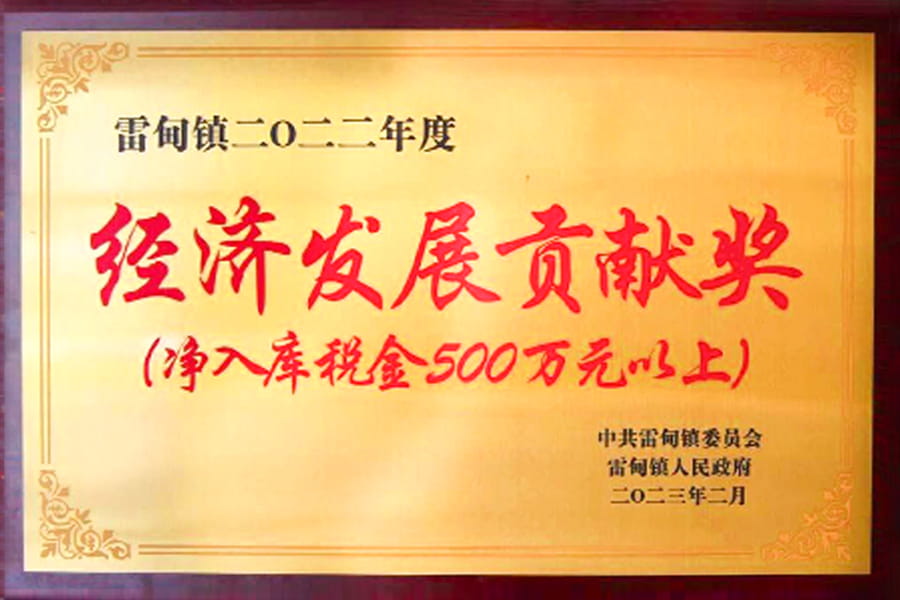 雷甸镇二〇二二年度
经济发展贡献奖
(净入库税金500万元以上)
中共雷甸镇委员会
雷甸镇人民政府
二〇二三年二月